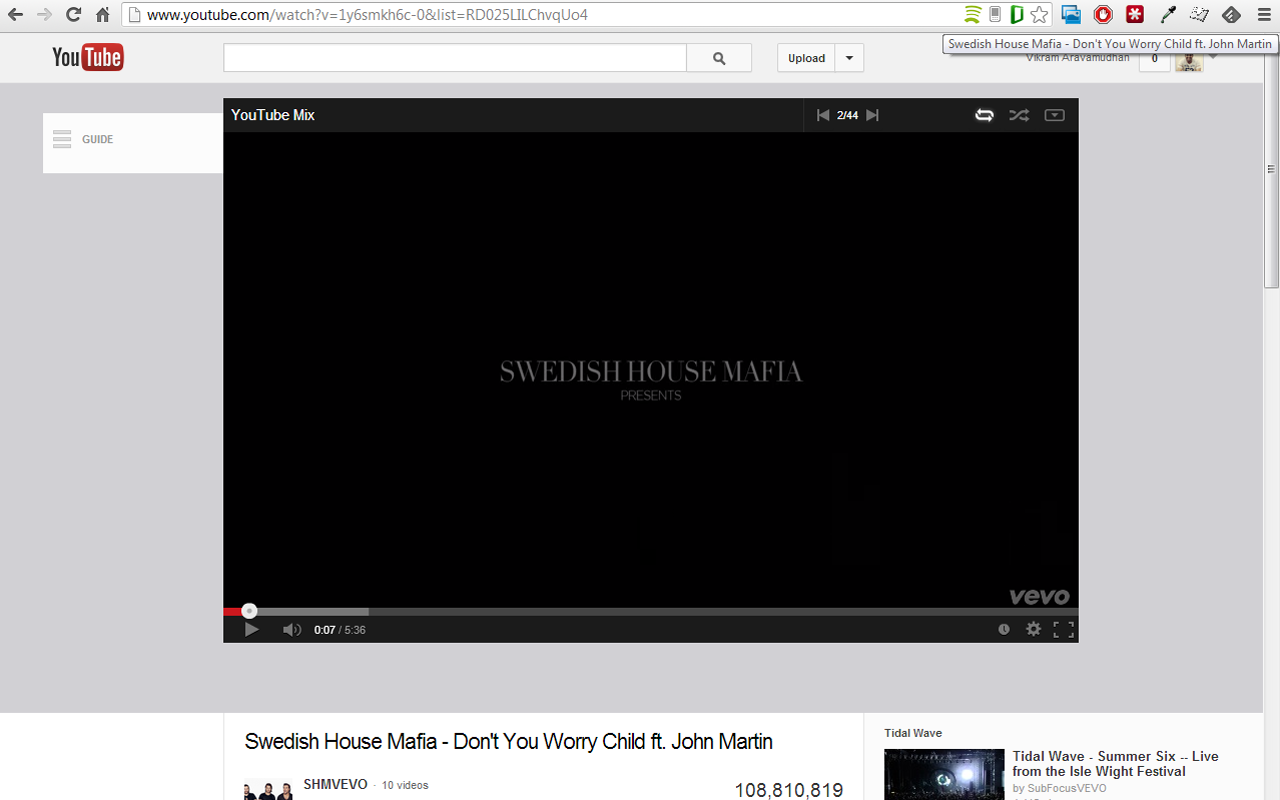 www.youtube.com/watch?v=1y6smkh6c-0&list=RD025LILChvqUo4
Swedish House Mafia - Don't You Worry Child ft. John Martin
YouTube
Upload
Vikram Aravamudhan
0
YouTube Mix
2/44
GUIDE
SWEDISH HOUSE MAFIA
PRESENTS
vevo
0:07 / 5:36
Swedish House Mafia - Don't You Worry Child ft. John Martin
SHMVEVO · 10 videos
108,810,819
Tidal Wave
Tidal Wave - Summer Six -- Live
from the Isle Wight Festival
by SubFocusVEVO